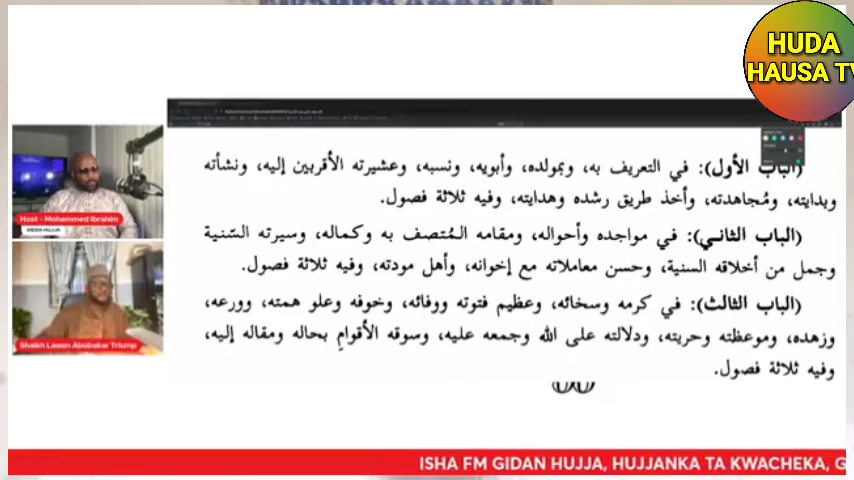 HUDA
HAUSA TV
(الباب الأول): في التعريف به، وبمولده، وأبويه، ونسبه، وعشيرته الأقربين إليه، ونشأته
وبدايته، ومُجاهدته، وأخذ طريق رشده وهدايته، وفيه ثلاثة فصول.
(الباب الثاني): في مواجده وأحواله، ومقامه المُتصف به وكماله، وسيرته السّنية
وجمل من أخلاقه السنية، وحسن معاملاته مع إخوانه، وأهل مودته، وفيه ثلاثة فصول.
(الباب الثالث): في كرمه وسخائه، وعظيم فتوته ووفائه، وخوفه وعلو همته، وورعه،
وزهده، وموعظته وحريته، ودلالته على الله وجمعه عليه، وسوقه الأقوامِ بحاله ومقاله إليه،
وفيه ثلاثة فصول.
Host - Mohammed Ibrahim
GIDDA HUJJA
Shaikh Lawan Abubakar Triump
ISHA FM GIDAN HUJJA, HUJJANKA TA KWACHEKA, G